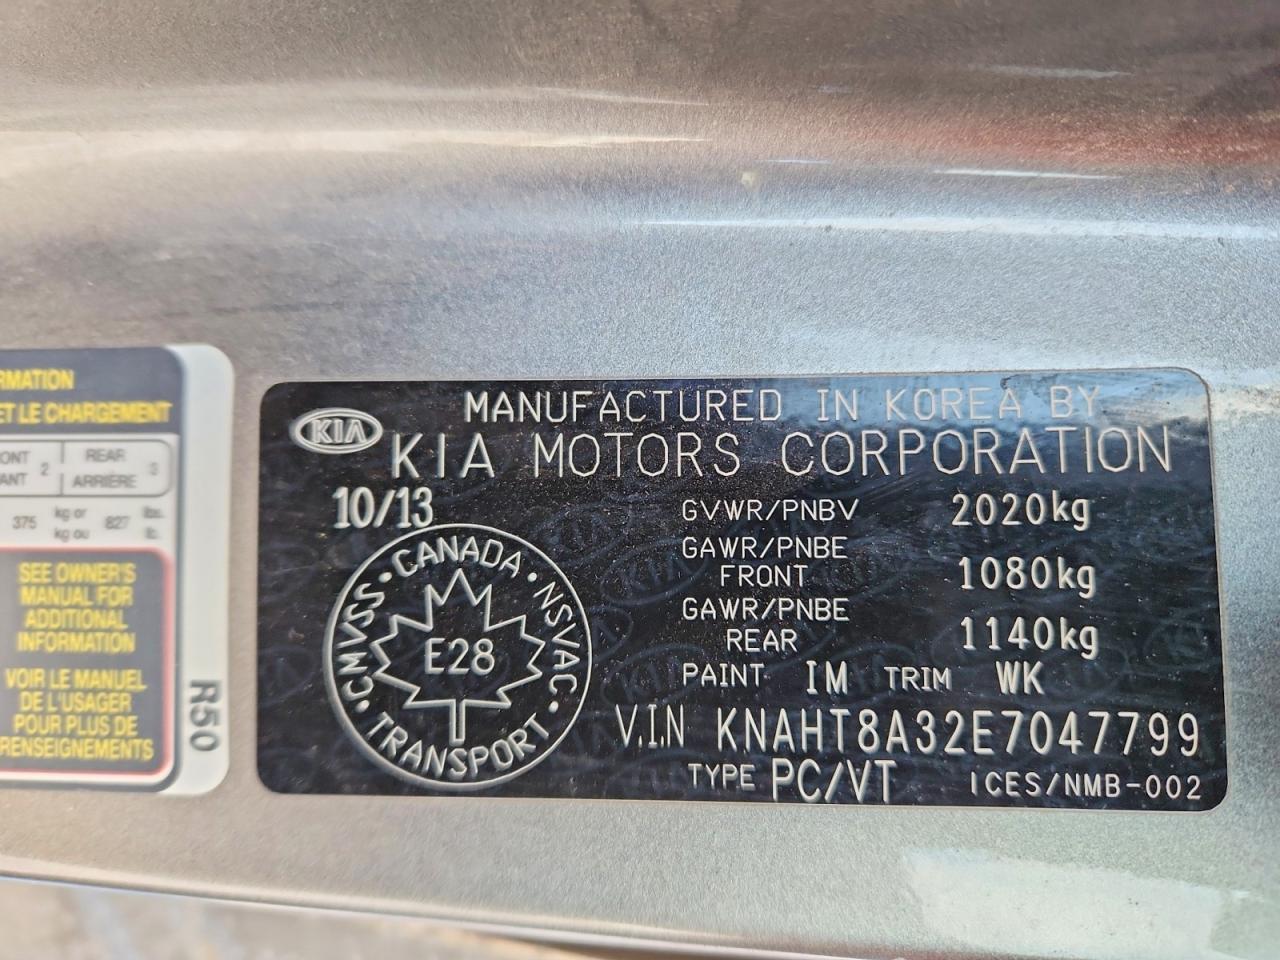 RMATION
ET LE CHARGEMENT
ONT 2 REAR 3
ANT ARRIÈRE
375 kg or 827 lbs.
kg ou lb.
SEE OWNER'S
MANUAL FOR
ADDITIONAL
INFORMATION
VOIR LE MANUEL
DE L'USAGER
POUR PLUS DE
RENSEIGNEMENTS
R50
KIA
MANUFACTURED IN KOREA BY
KIA MOTORS CORPORATION
10/13
GVWR/PNBV 2020kg
GAWR/PNBE
FRONT 1080kg
GAWR/PNBE
REAR 1140kg
PAINT IM TRIM WK
V.I.N KNAHT8A32E7047799
TYPE PC/VT ICES/NMB-002
CMVSS · CANADA · NSVAC · TRANSPORT ·
E28